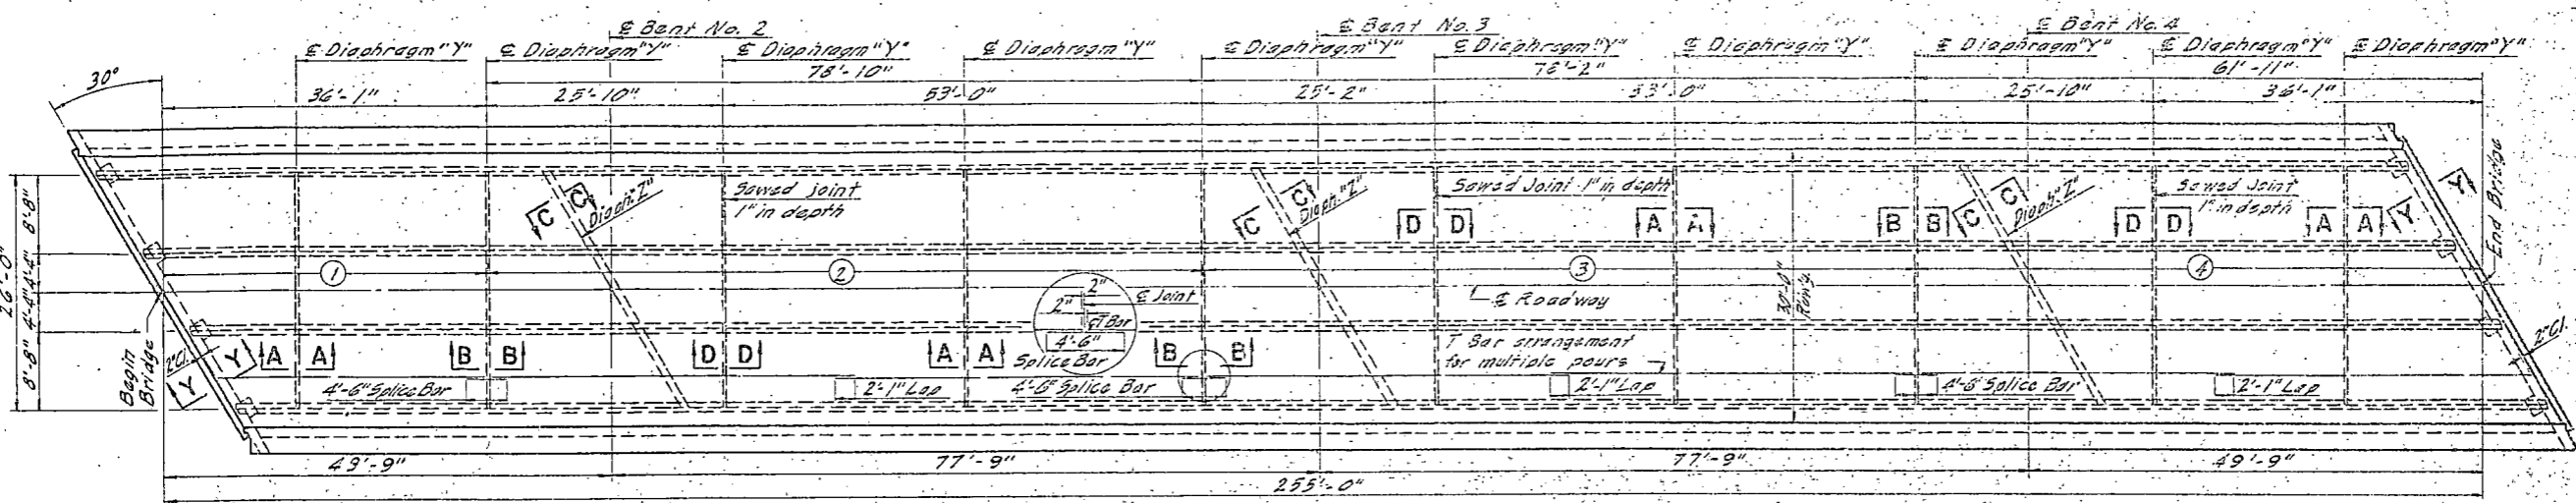 ℄ Bent No. 2
℄ Bent No. 3
℄ Bent No. 4
℄ Diaphragm "Y"
℄ Diaphragm "Y"
℄ Diaphragm "Y"
℄ Diaphragm "Y"
℄ Diaphragm "Y"
℄ Diaphragm "Y"
℄ Diaphragm "Y"
℄ Diaphragm "Y"
℄ Diaphragm "Y"
℄ Diaphragm "Y"
78'-10"
76'-2"
61'-11"
30°
36'-1"
25'-10"
53'-0"
25'-2"
53'-0"
25'-10"
36'-1"
Sawed Joint
1" in depth
Sawed Joint 1" in depth
Sawed Joint
1" in depth
C C
Diaph. "Z"
C C
Diaph. "Z"
C C
Diaph. "Z"
D D
A A
B B
D D
A A
Y Y
End Bridge
26'-0"
8'-8" 4'-4" 4'-4" 8'-8"
1
2
3
4
2"
2"
℄ Joint
℄ T Bar
4'-6"
Splice Bar
℄ Roadway
30'-0"
Rdwy.
T Bar arrangement
for multiple pours
Begin
Bridge
2" Cl.
Y Y
A A
B B
D D
A A
B B
2" Cl.
4'-6" Splice Bar
2'-1" Lap
4'-6" Splice Bar
2'-1" Lap
4'-6" Splice Bar
2'-1" Lap
49'-9"
77'-9"
77'-9"
49'-9"
255'-0"